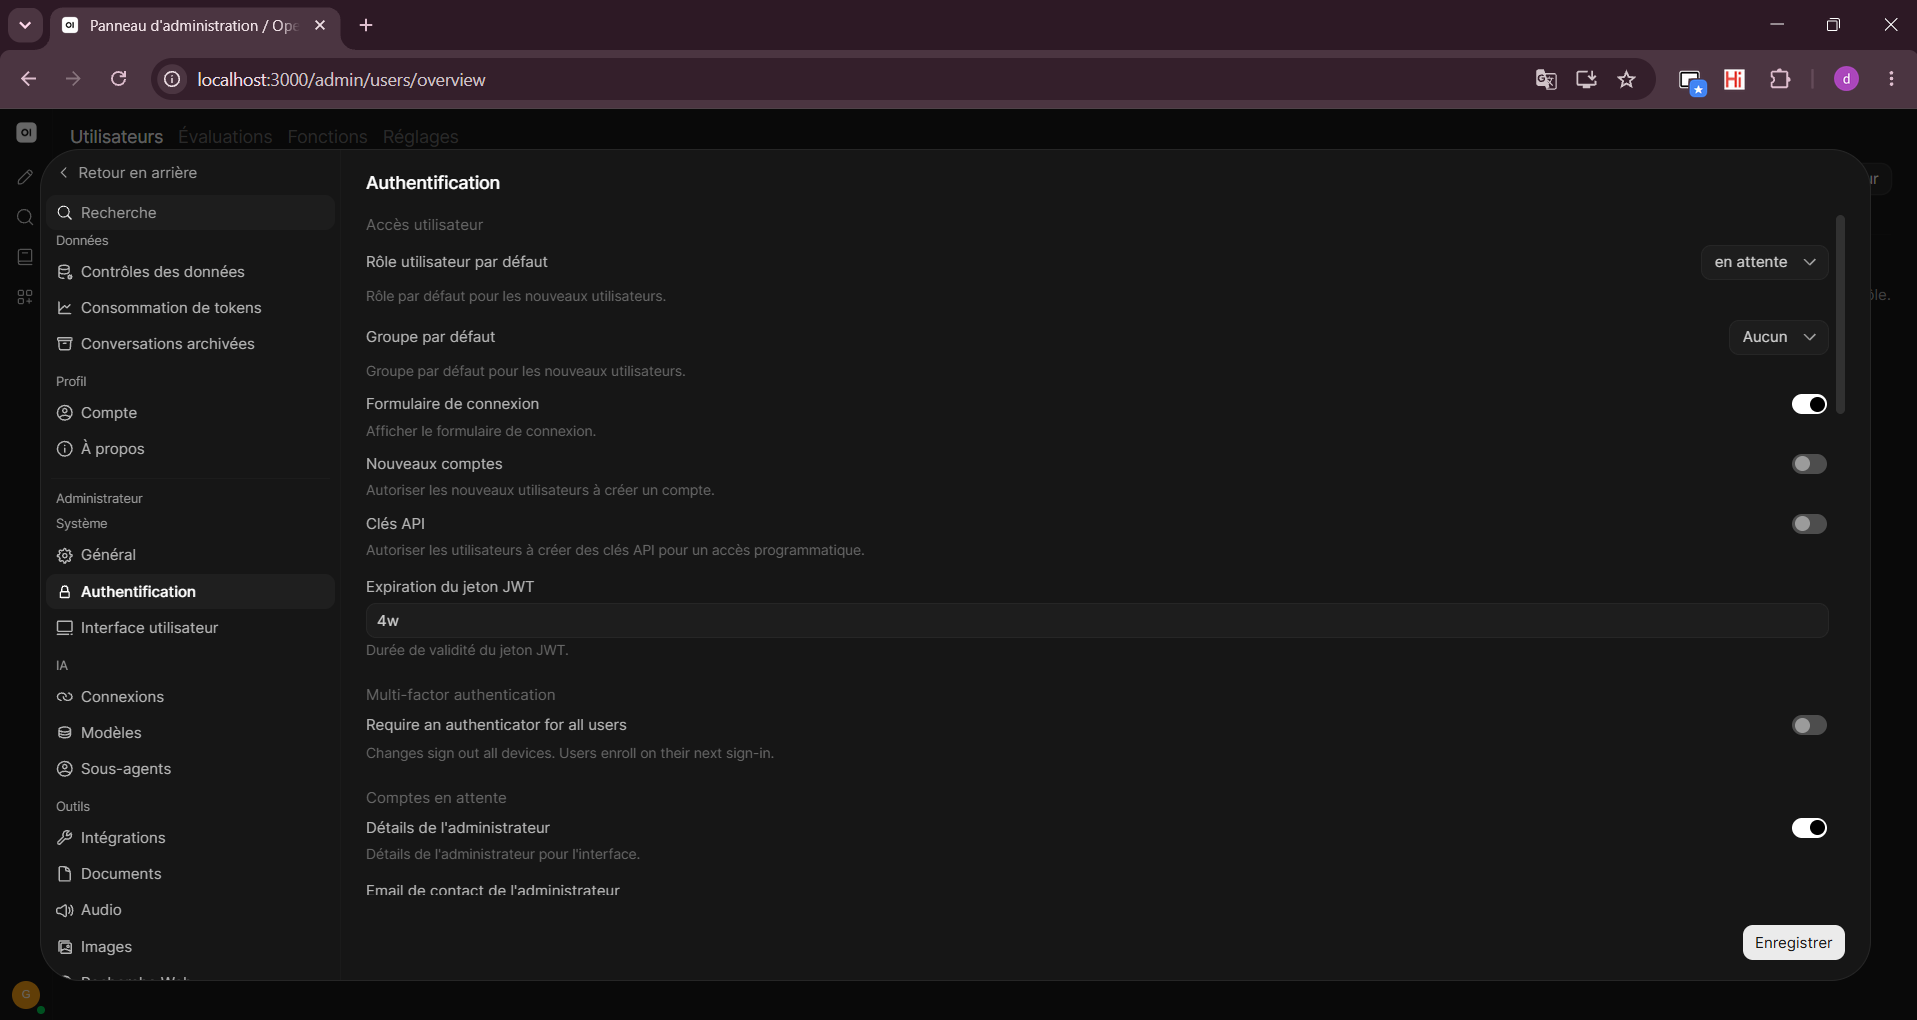 Panneau d'administration / Ope
localhost:3000/admin/users/overview
Hi
d
OI
Utilisateurs Évaluations Fonctions Réglages
Retour en arrière
Recherche
Données
Contrôles des données
Consommation de tokens
Conversations archivées
Profil
Compte
À propos
Administrateur
Système
Général
Authentification
Interface utilisateur
IA
Connexions
Modèles
Sous-agents
Outils
Intégrations
Documents
Audio
Images
G
Authentification
Accès utilisateur
Rôle utilisateur par défaut
en attente
Rôle par défaut pour les nouveaux utilisateurs.
Groupe par défaut
Aucun
Groupe par défaut pour les nouveaux utilisateurs.
Formulaire de connexion
Afficher le formulaire de connexion.
Nouveaux comptes
Autoriser les nouveaux utilisateurs à créer un compte.
Clés API
Autoriser les utilisateurs à créer des clés API pour un accès programmatique.
Expiration du jeton JWT
4w
Durée de validité du jeton JWT.
Multi-factor authentication
Require an authenticator for all users
Changes sign out all devices. Users enroll on their next sign-in.
Comptes en attente
Détails de l'administrateur
Détails de l'administrateur pour l'interface.
Email de contact de l'administrateur
Enregistrer